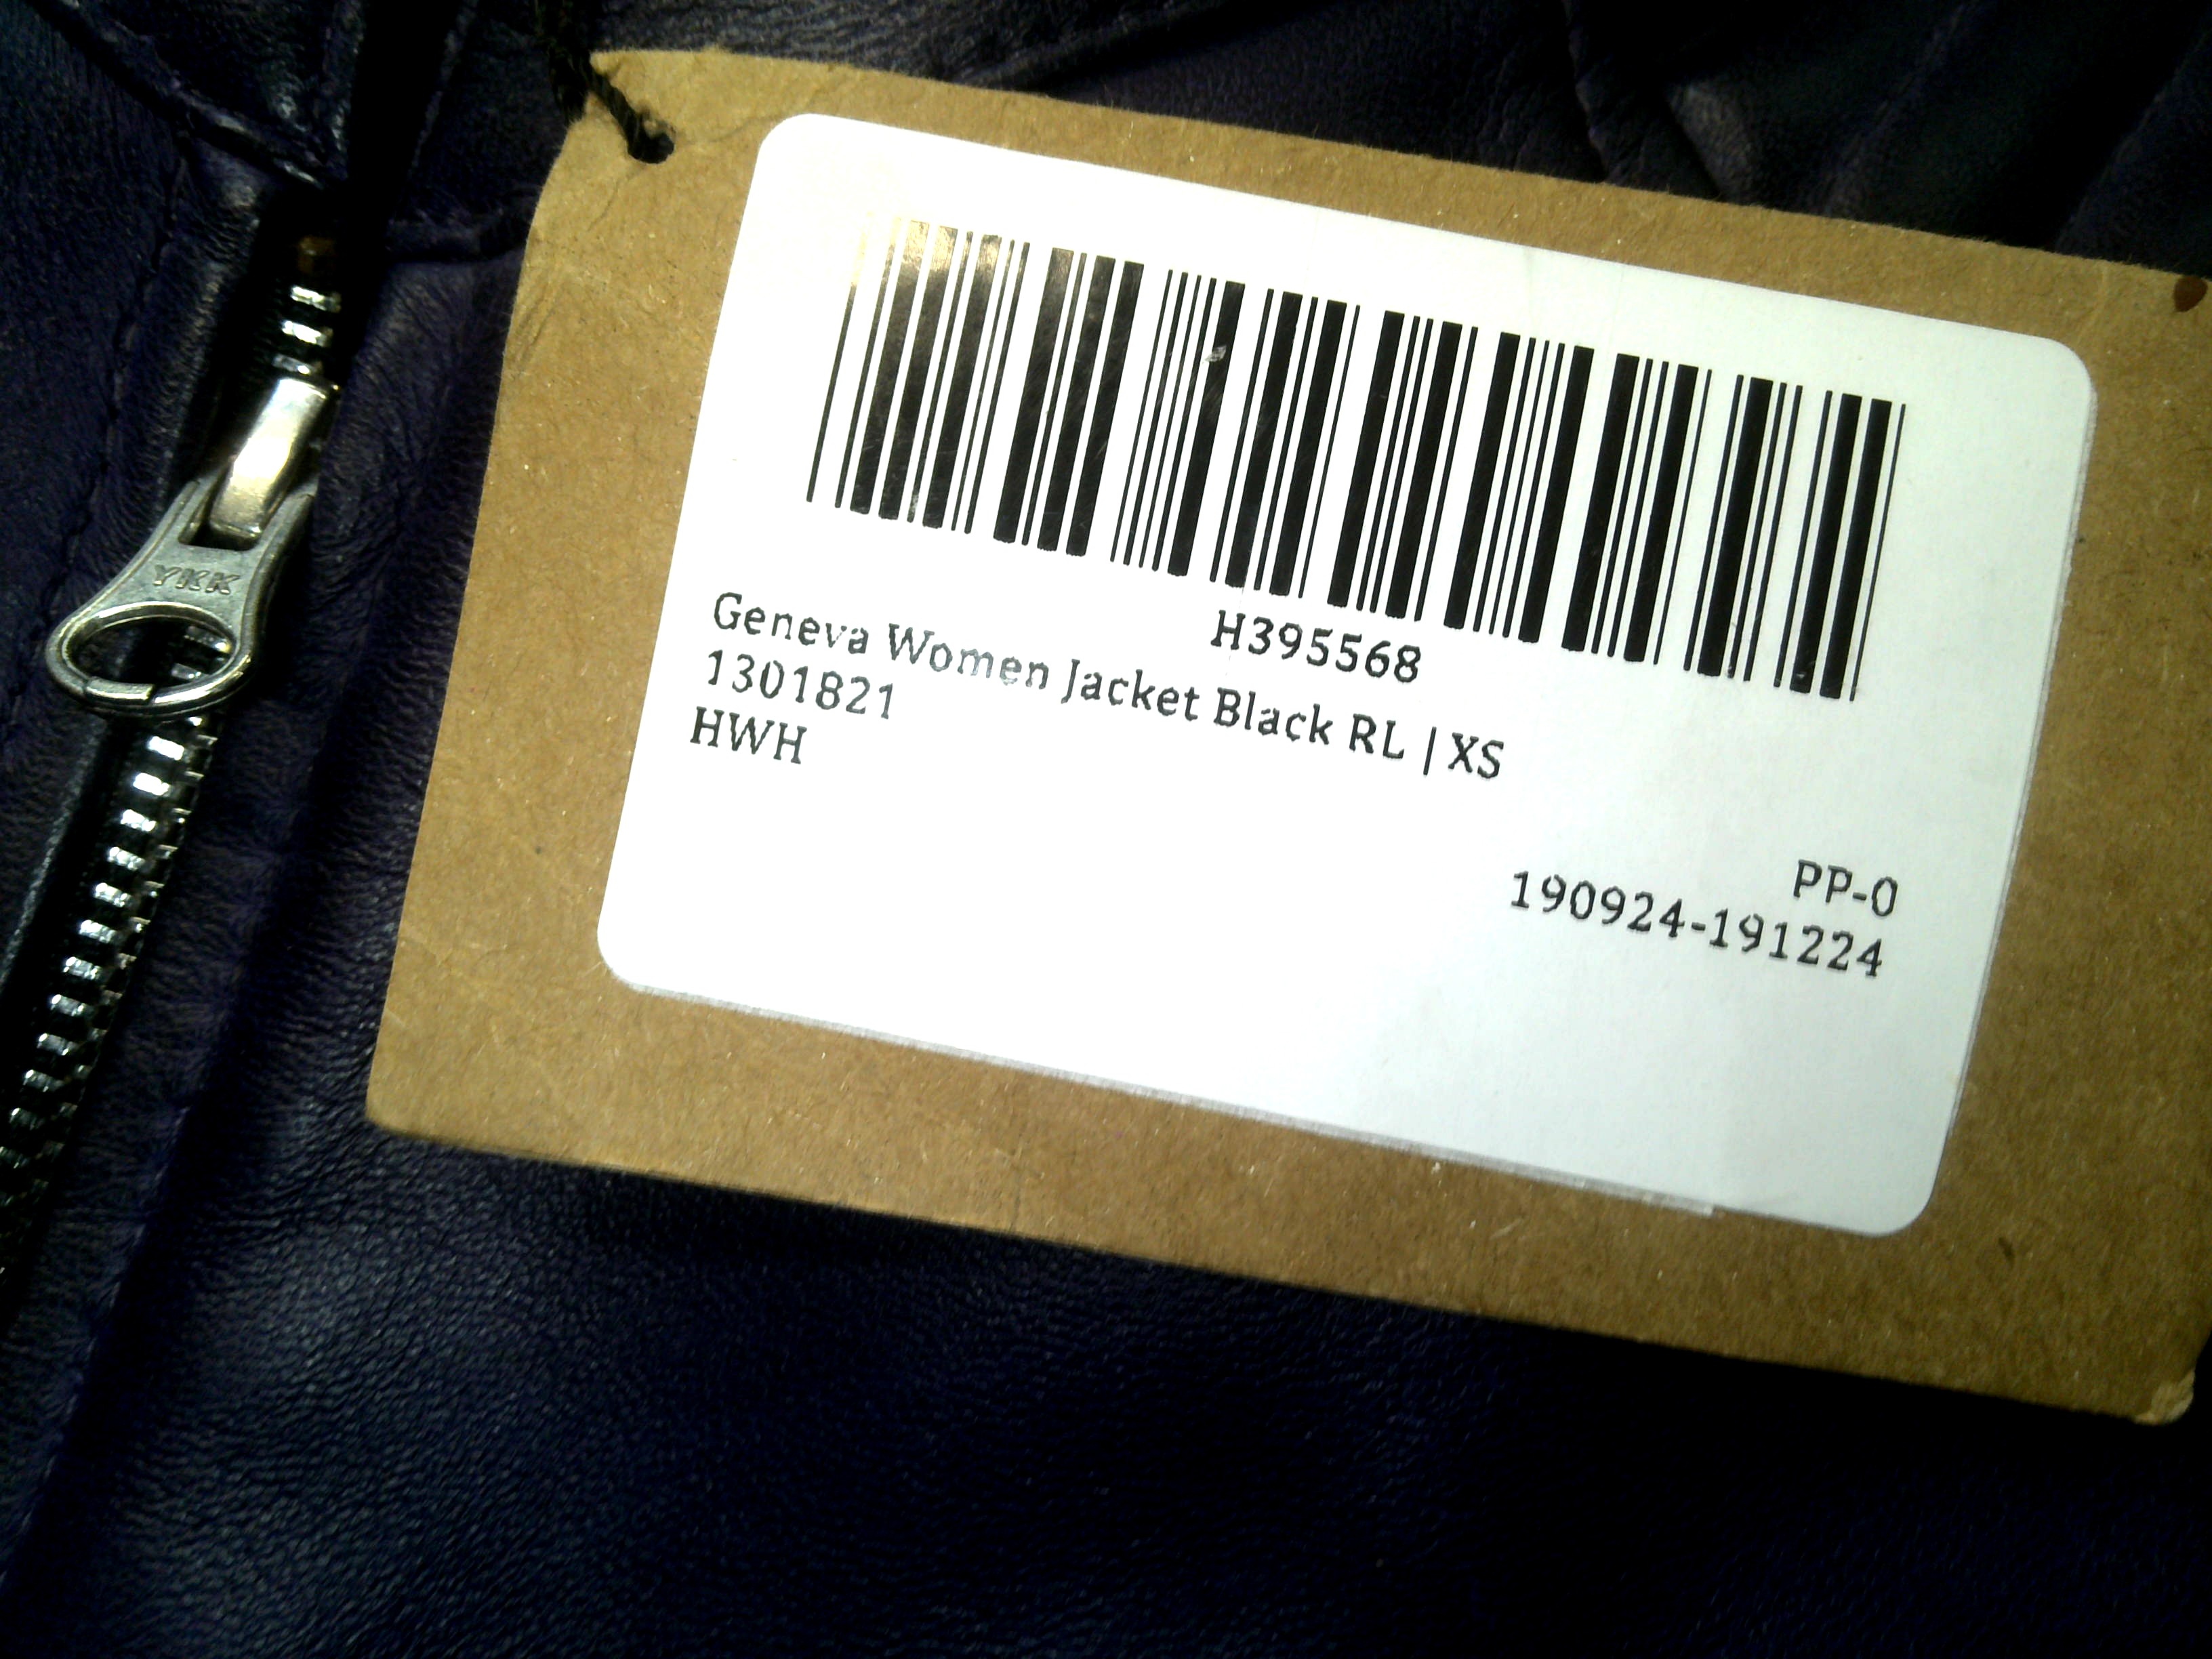 YKK
H395568
Geneva Women Jacket Black RL | XS
1301821
HWH
PP-0
190924-191224